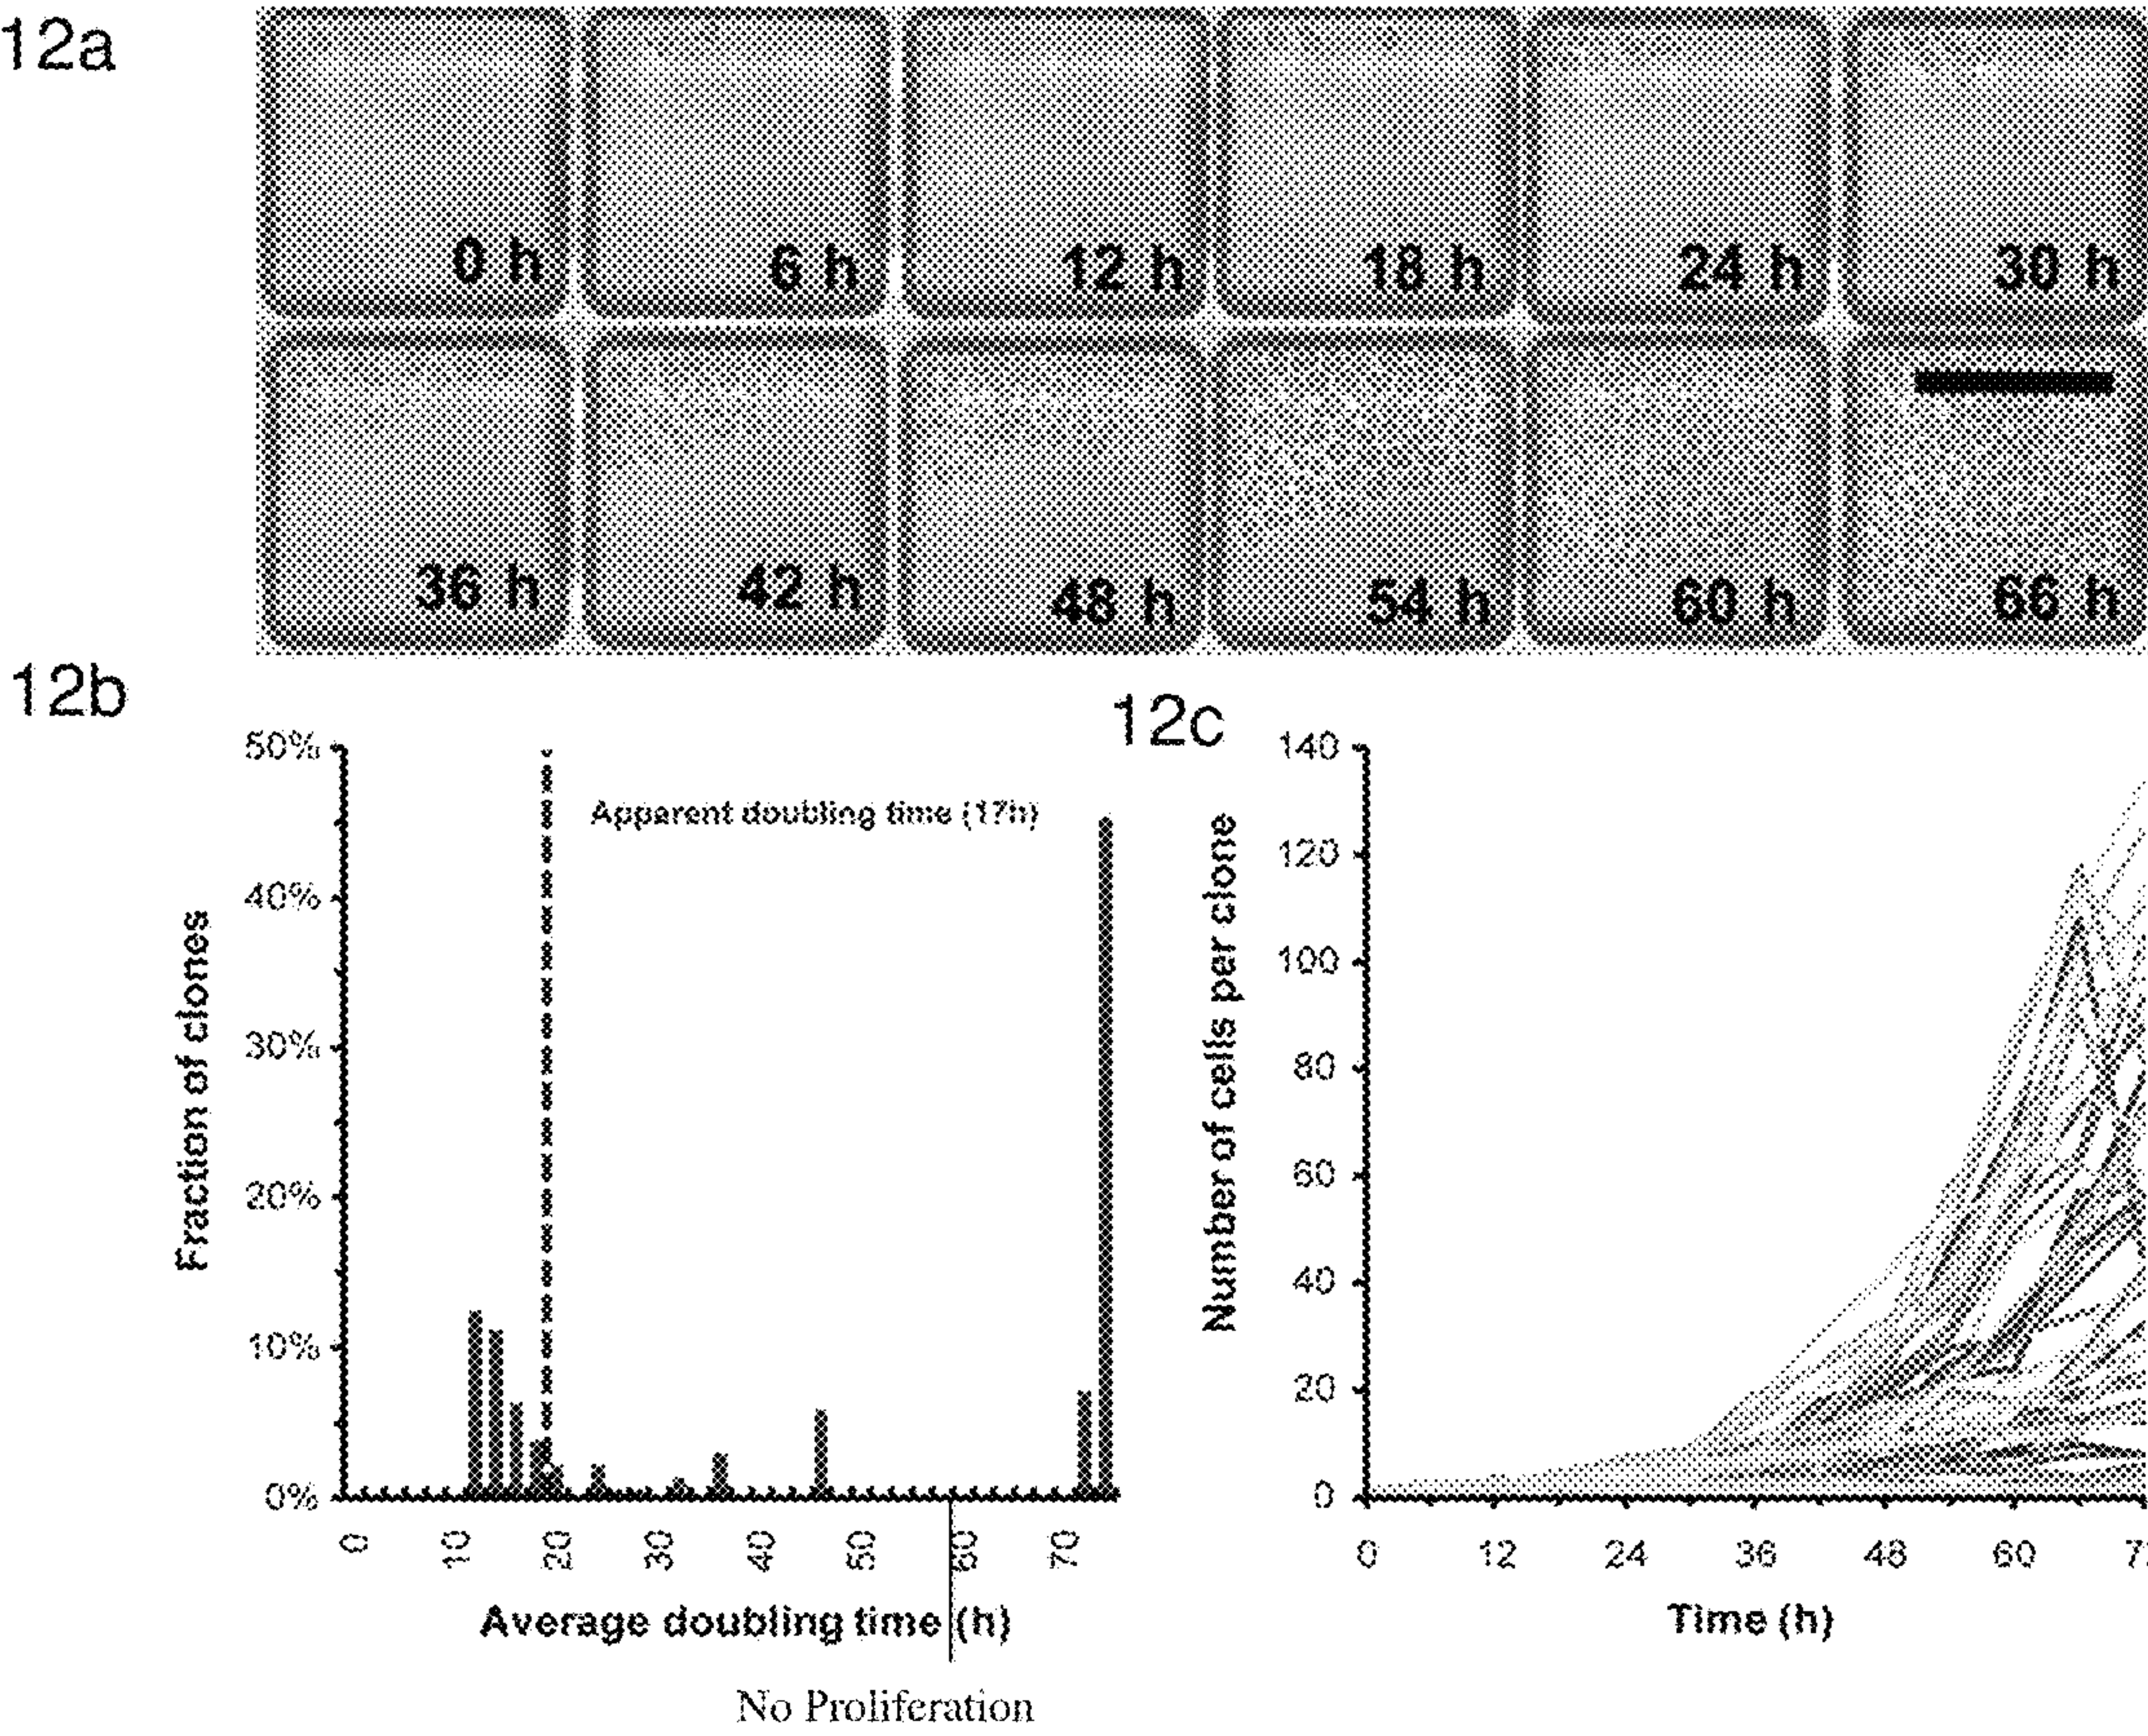 12a
0 h
6 h
12 h
18 h
24 h
30 h
36 h
42 h
48 h
54 h
60 h
66 h
12b
50%
40%
30%
20%
10%
0%
Fraction of clones
Apparent doubling time (17h)
0
10
20
30
40
50
60
70
Average doubling time (h)
No Proliferation
12c
140
120
100
80
60
40
20
0
Number of cells per clone
0
12
24
36
48
60
Time (h)